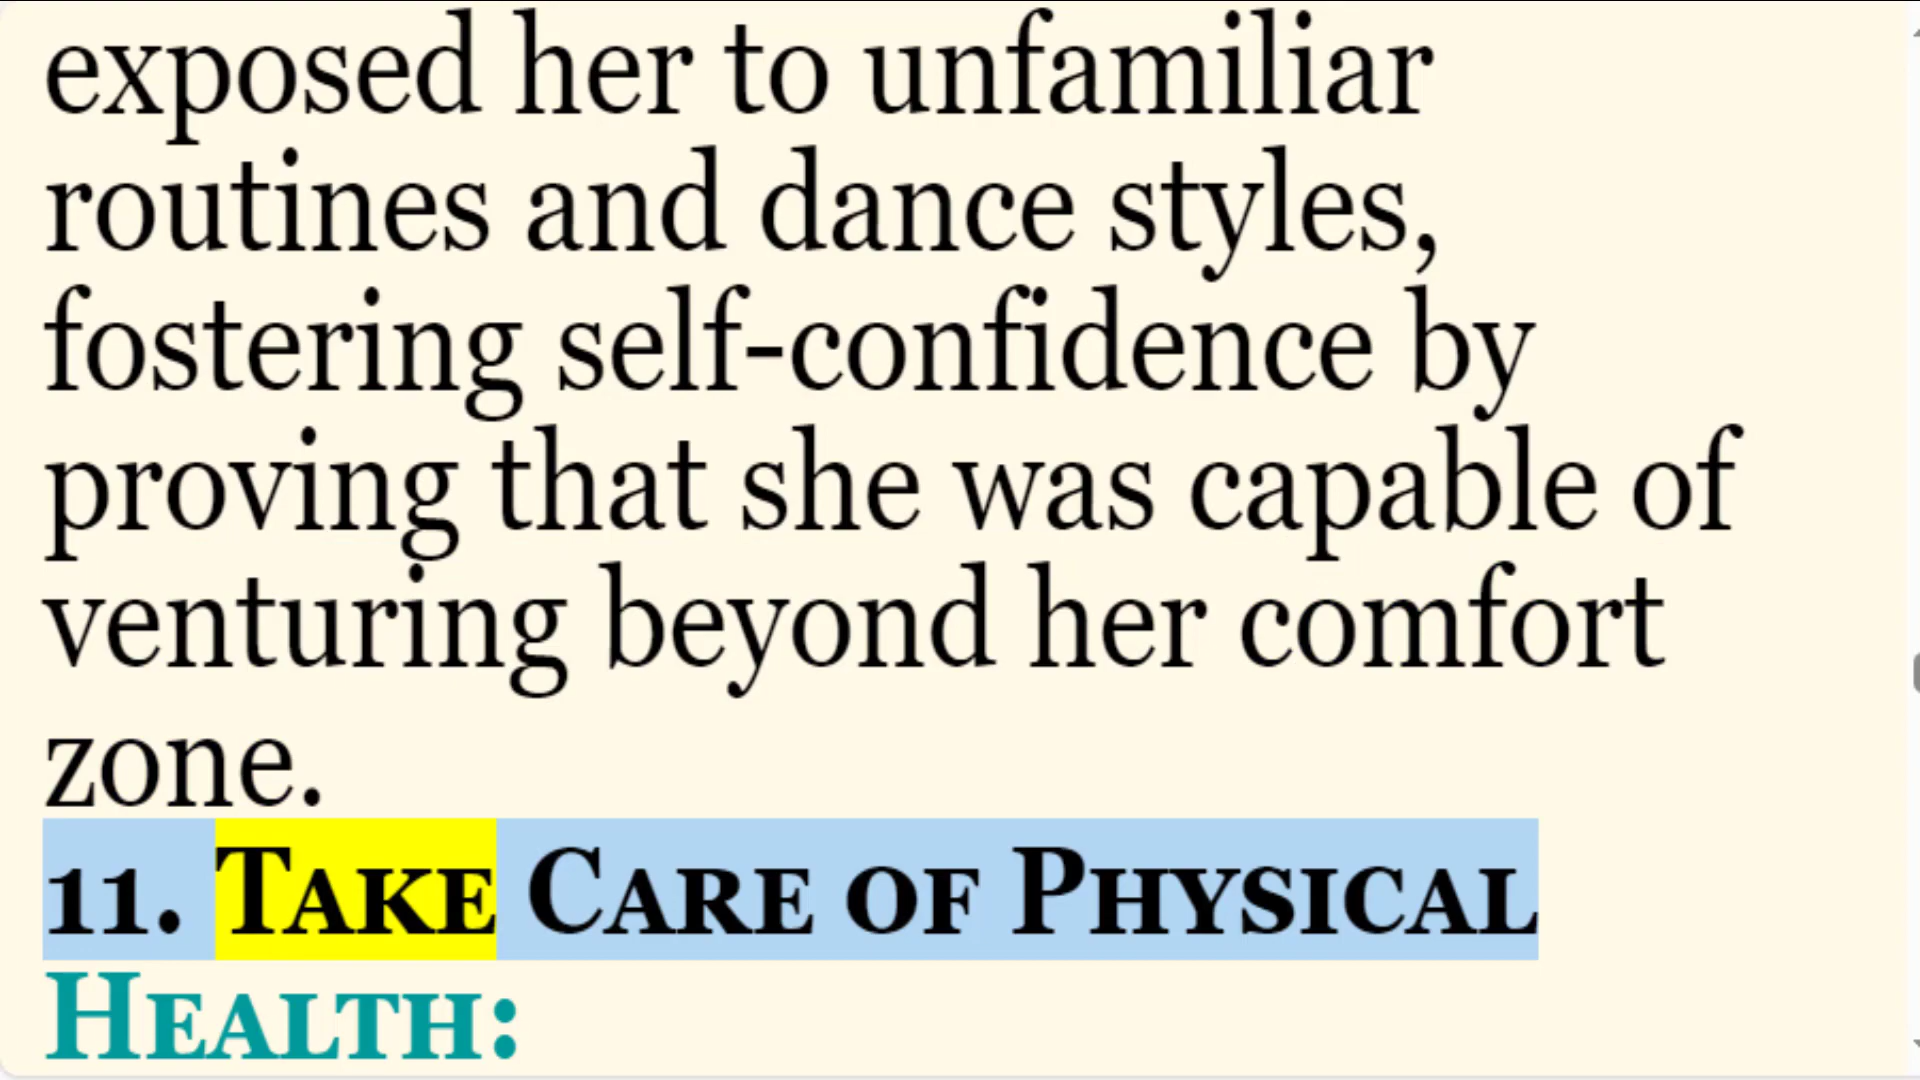 exposed her to unfamiliar
routines and dance styles,
fostering self-confidence by
proving that she was capable of
venturing beyond her comfort
zone.
11. Take Care of Physical
Health: